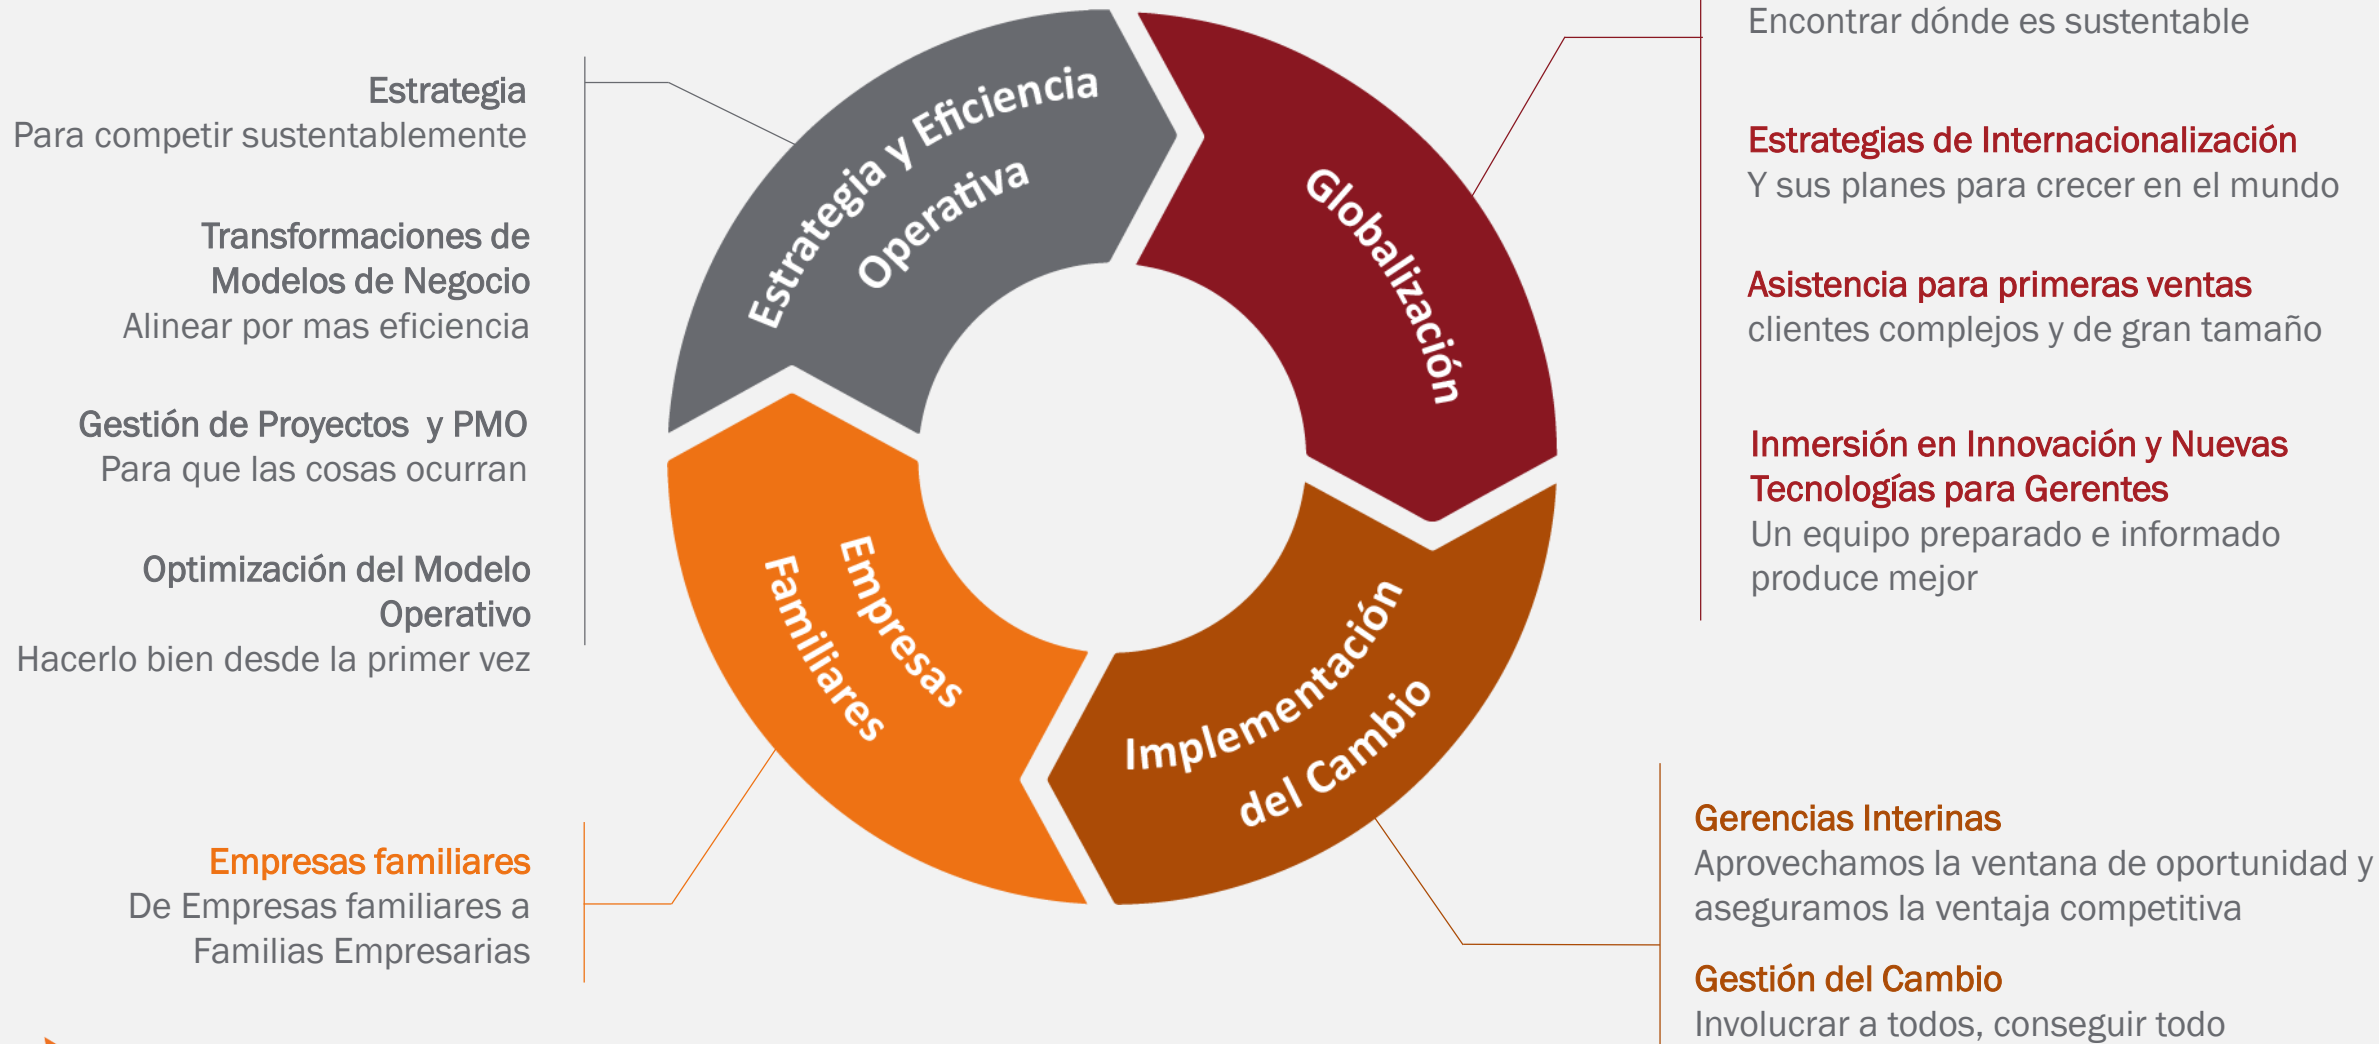 Estrategia
Para competir sustentablemente
Transformaciones de
Modelos de Negocio
Alinear por mas eficiencia
Gestión de Proyectos  y PMO
Para que las cosas ocurran
Optimización del Modelo
Operativo
Hacerlo bien desde la primer vez
Empresas familiares
De Empresas familiares a
Familias Empresarias
Estrategia y Eficiencia
Operativa
Globalización
Implementación
del Cambio
Empresas
Familiares
Encontrar dónde es sustentable
Estrategias de Internacionalización
Y sus planes para crecer en el mundo
Asistencia para primeras ventas
clientes complejos y de gran tamaño
Inmersión en Innovación y Nuevas
Tecnologías para Gerentes
Un equipo preparado e informado
produce mejor
Gerencias Interinas
Aprovechamos la ventana de oportunidad y
aseguramos la ventaja competitiva
Gestión del Cambio
Involucrar a todos, conseguir todo